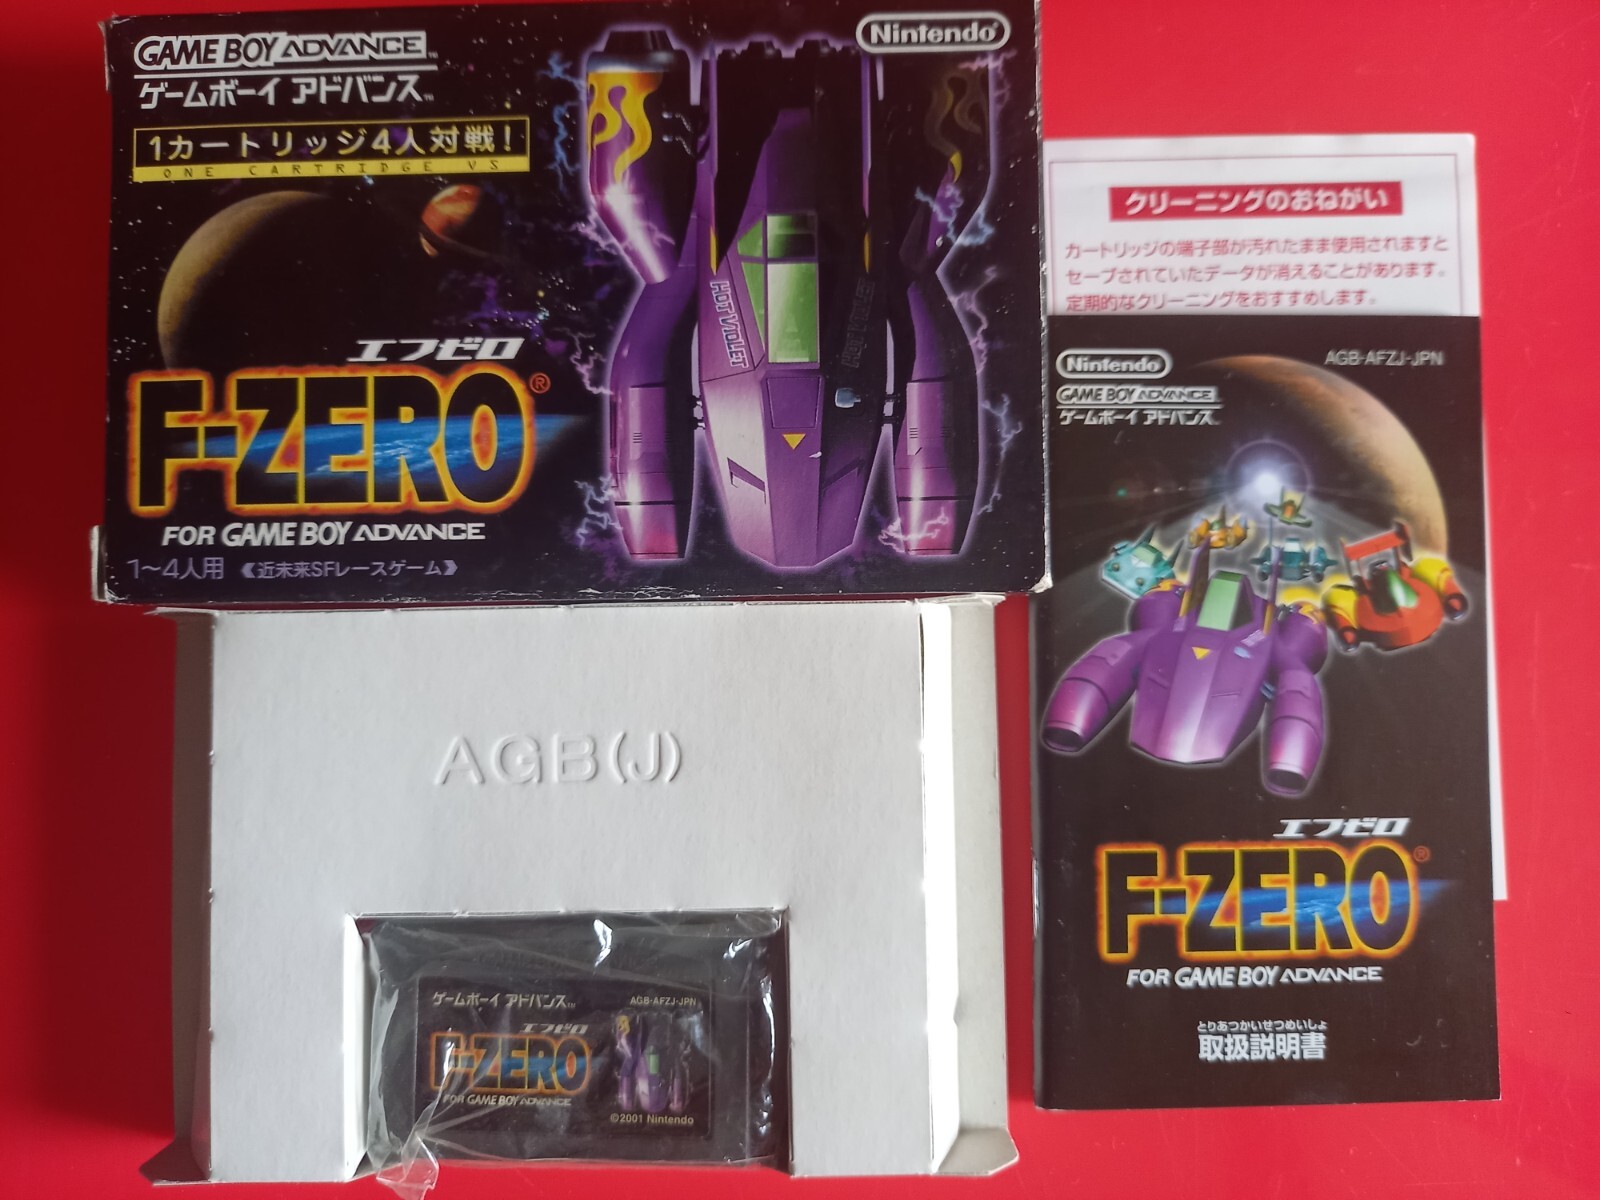 GAME BOY ADVANCE™
ゲームボーイ アドバンス™
1カートリッジ4人対戦!
ONE CARTRIDGE VS
Nintendo®
HOT VIOLET
HOT VIOLET
エフゼロ
F-ZERO®
FOR GAME BOY ADVANCE
1~4人用 《近未来SFレースゲーム》
クリーニングのおねがい
カートリッジの端子部が汚れたまま使用されますと
セーブされていたデータが消えることがあります。
定期的なクリーニングをおすすめします。
Nintendo
AGB-AFZJ-JPN
GAME BOY ADVANCE
ゲームボーイ アドバンス™
エフゼロ
F-ZERO®
FOR GAME BOY ADVANCE
とりあつかいせつめいしょ
取扱説明書
AGB(J)
ゲームボーイ アドバンス™
AGB-AFZJ-JPN
エフゼロ
F-ZERO
FOR GAME BOY ADVANCE
©2001 Nintendo